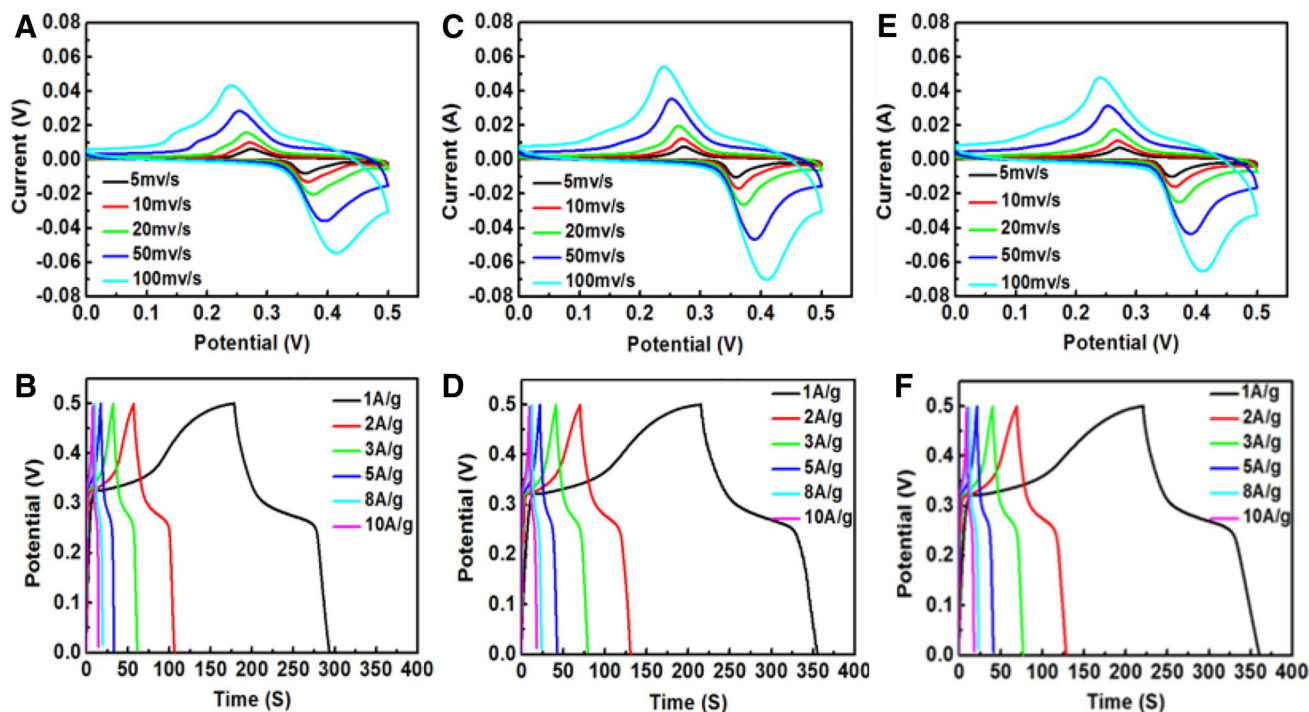 A
0.08
0.06
0.04
0.02
0.00
-0.02
-0.04
-0.06
-0.08
Current (V)
5mv/s
10mv/s
20mv/s
50mv/s
100mv/s
0.0 0.1 0.2 0.3 0.4 0.5
Potential (V)
C
0.08
0.06
0.04
0.02
0.00
-0.02
-0.04
-0.06
-0.08
Current (A)
5mv/s
10mv/s
20mv/s
50mv/s
100mv/s
0.0 0.1 0.2 0.3 0.4 0.5
Potential (V)
E
0.08
0.06
0.04
0.02
0.00
-0.02
-0.04
-0.06
-0.08
Current (A)
5mv/s
10mv/s
20mv/s
50mv/s
100mv/s
0.0 0.1 0.2 0.3 0.4 0.5
Potential (V)
B
0.5
0.4
0.3
0.2
0.1
0.0
Potential (V)
1A/g
2A/g
3A/g
5A/g
8A/g
10A/g
0 50 100 150 200 250 300 350 400
Time (S)
D
0.5
0.4
0.3
0.2
0.1
0.0
Potential (V)
1A/g
2A/g
3A/g
5A/g
8A/g
10A/g
0 50 100 150 200 250 300 350 400
Time (S)
F
0.5
0.4
0.3
0.2
0.1
0.0
Potential (V)
1A/g
2A/g
3A/g
5A/g
8A/g
10A/g
0 50 100 150 200 250 300 350 400
Time (S)